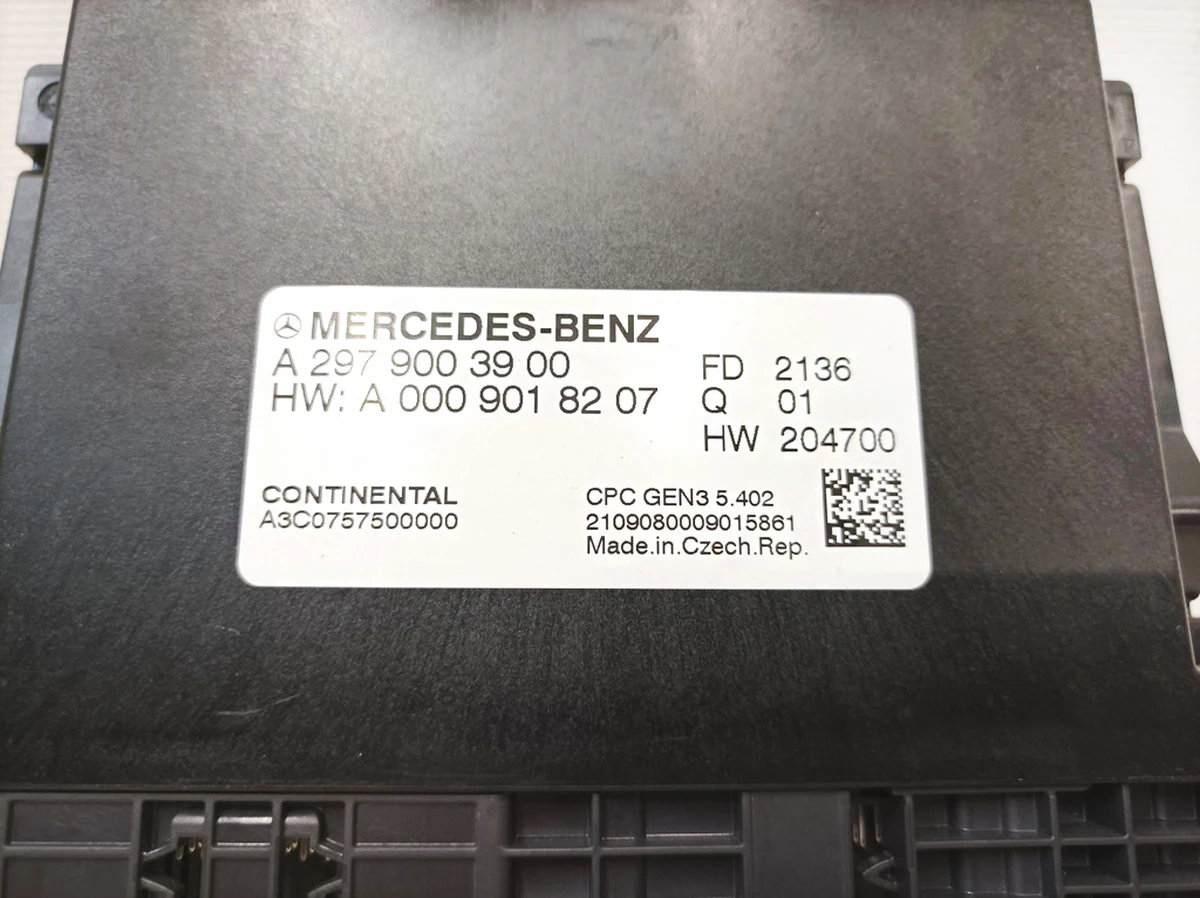 MERCEDES-BENZ
A 297 900 39 00
HW: A 000 901 82 07
FD 2136
Q 01
HW 204700
CONTINENTAL
A3C0757500000
CPC GEN3 5.402
2109080009015861
Made.in.Czech.Rep.